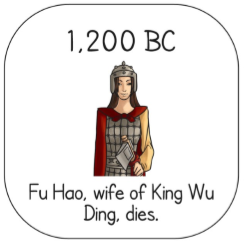 1,200 BC
Fu Hao, wife of King Wu
Ding, dies.